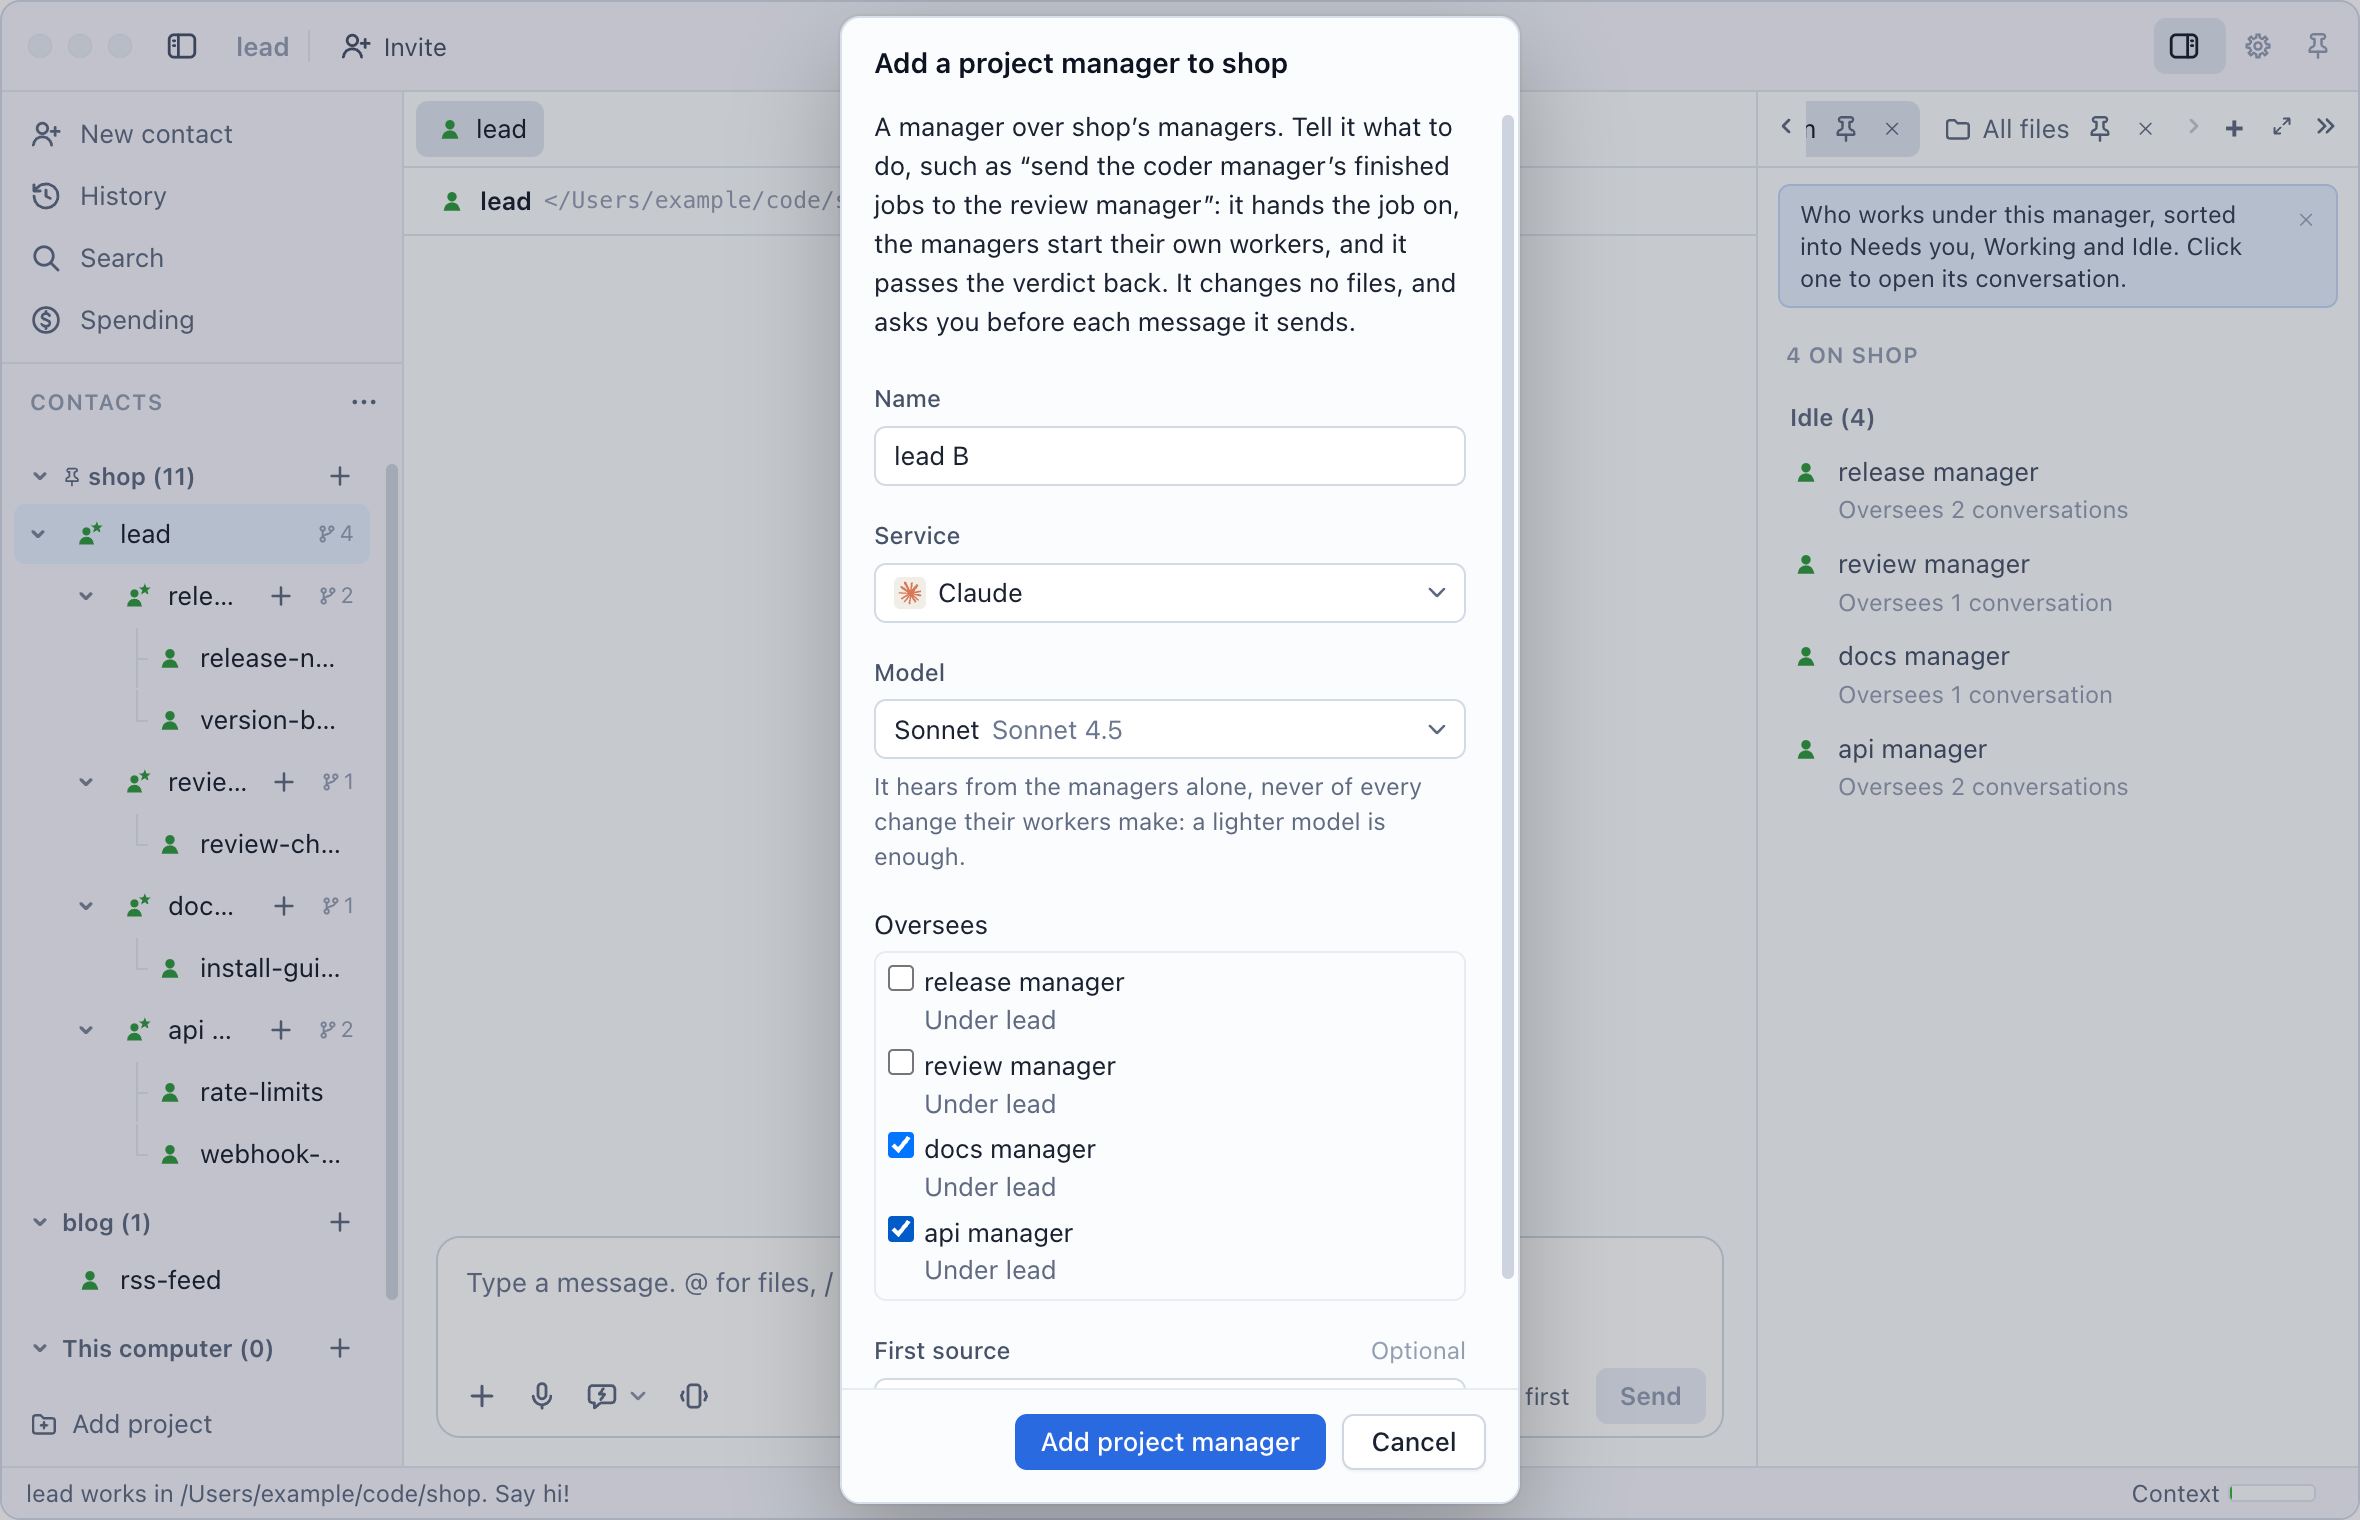 lead
Invite
New contact
History
Search
Spending
CONTACTS
shop (11)
lead
4
rele...
2
release-n...
version-b...
revie...
1
review-ch...
doc...
1
install-gui...
api ...
2
rate-limits
webhook-...
blog (1)
rss-feed
This computer (0)
Add project
lead works in /Users/example/code/shop. Say hi!
lead
lead </Users/example/code/s
Type a message. @ for files, /
first
Send
Add a project manager to shop
A manager over shop’s managers. Tell it what to
do, such as “send the coder manager’s finished
jobs to the review manager”: it hands the job on,
the managers start their own workers, and it
passes the verdict back. It changes no files, and
asks you before each message it sends.
Name
lead B
Service
Claude
Model
Sonnet Sonnet 4.5
It hears from the managers alone, never of every
change their workers make: a lighter model is
enough.
Oversees
release manager
Under lead
review manager
Under lead
docs manager
Under lead
api manager
Under lead
First source
Optional
Add project manager
Cancel
All files
Who works under this manager, sorted
into Needs you, Working and Idle. Click
one to open its conversation.
4 ON SHOP
Idle (4)
release manager
Oversees 2 conversations
review manager
Oversees 1 conversation
docs manager
Oversees 1 conversation
api manager
Oversees 2 conversations
Context